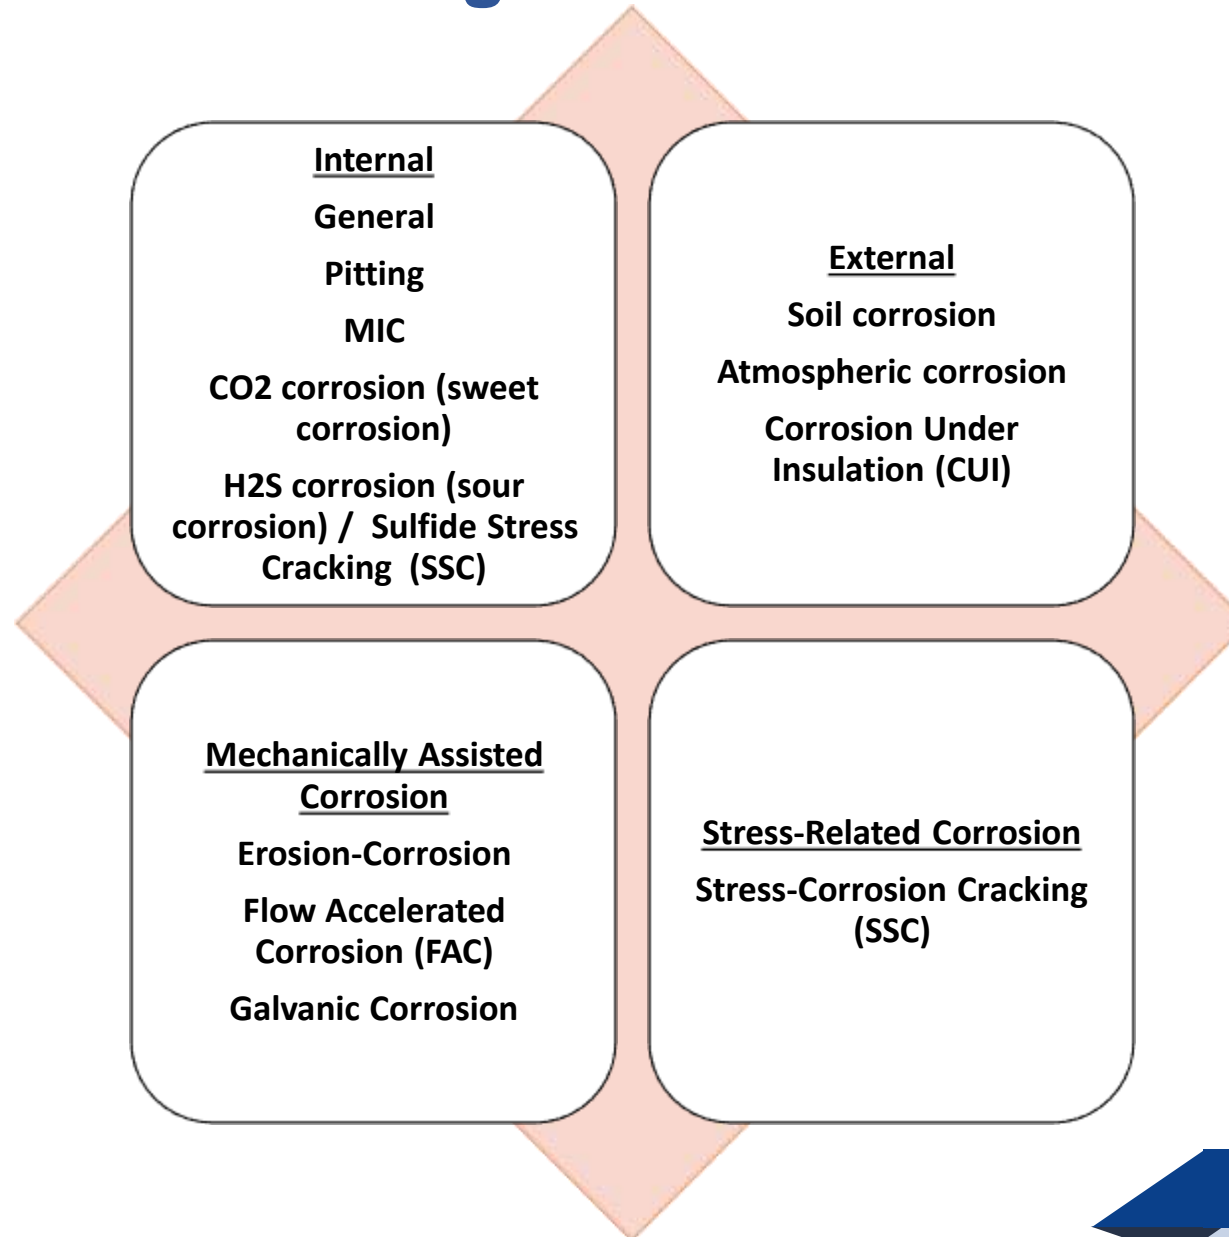 Internal
General
Pitting
MIC
CO2 corrosion (sweet
corrosion)
H2S corrosion (sour
corrosion) / Sulfide Stress
Cracking (SSC)
External
Soil corrosion
Atmospheric corrosion
Corrosion Under
Insulation (CUI)
Mechanically Assisted
Corrosion
Erosion-Corrosion
Flow Accelerated
Corrosion (FAC)
Galvanic Corrosion
Stress-Related Corrosion
Stress-Corrosion Cracking
(SSC)